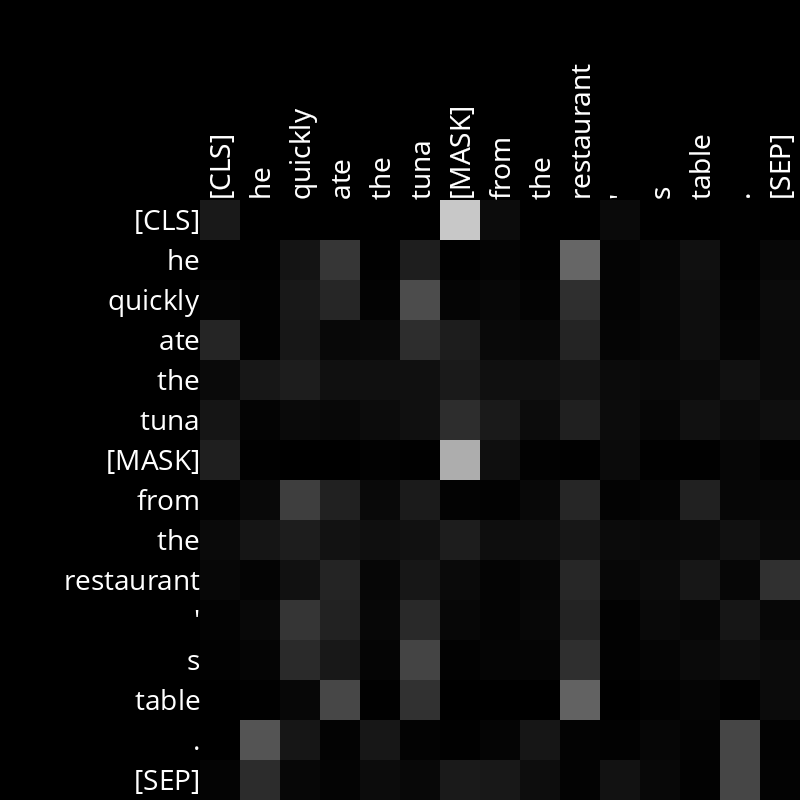 [CLS] he quickly ate the tuna [MASK] from the restaurant ' s table . [SEP]
[CLS]
he
quickly
ate
the
tuna
[MASK]
from
the
restaurant
'
s
table
.
[SEP]